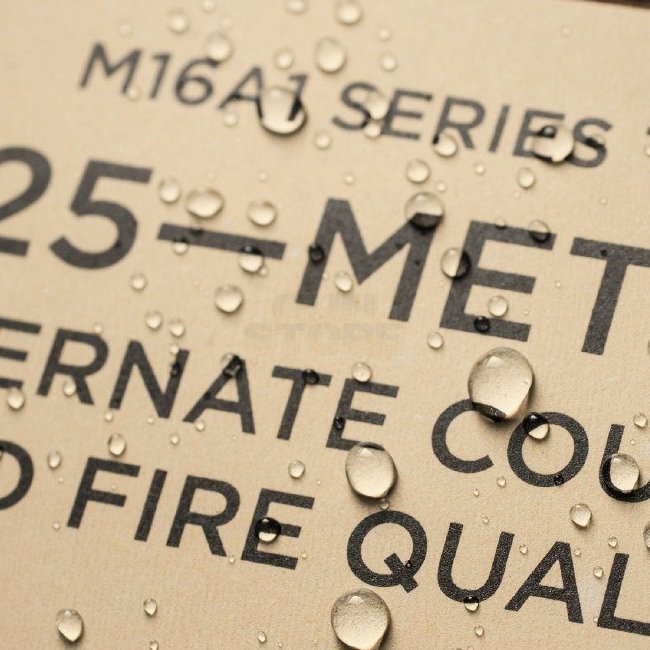 M16A1 SERIES
25—MET
ERNATE COU
D FIRE QUAL